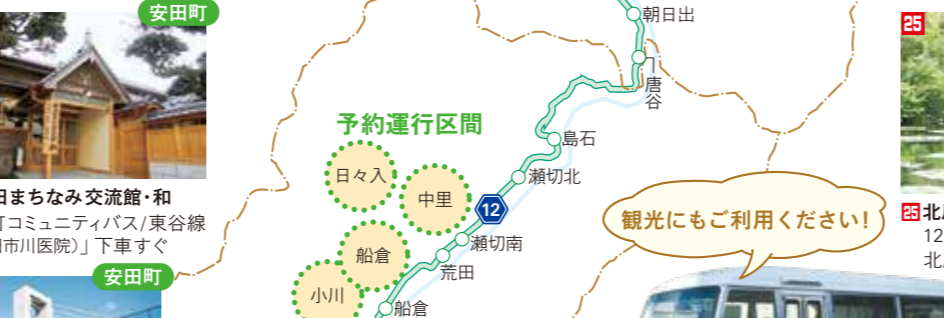 安田町
田まちなみ交流館・和
町コミュニティバス/東谷線
市川医院）」下車すぐ
安田町
朝日出
唐谷
予約運行区間
島石
日々入
瀬切北
中里
12
瀬切南
船倉
荒田
小川
船倉
観光にもご利用ください!
25
25 北
12
北